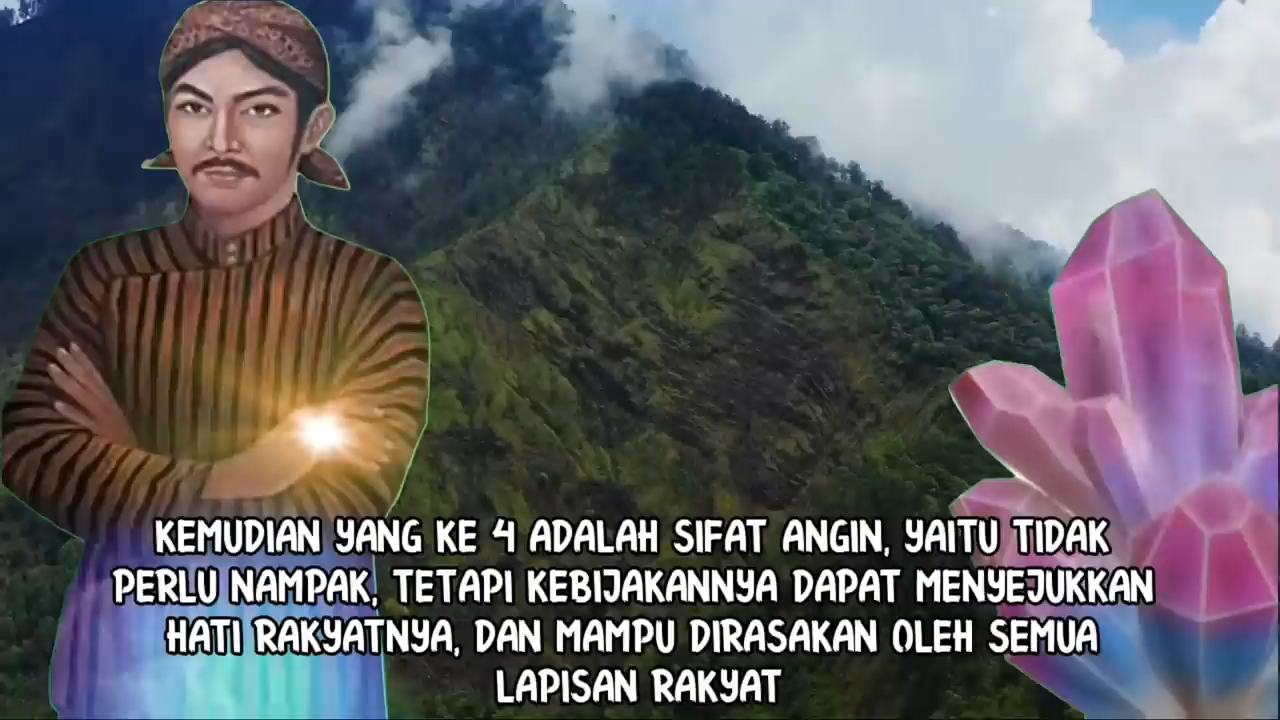 KEMUDIAN YANG KE 4 ADALAH SIFAT ANGIN, YAITU TIDAK
PERLU NAMPAK, TETAPI KEBIJAKANNYA DAPAT MENYEJUKKAN
HATI RAKYATNYA, DAN MAMPU DIRASAKAN OLEH SEMUA
LAPISAN RAKYAT